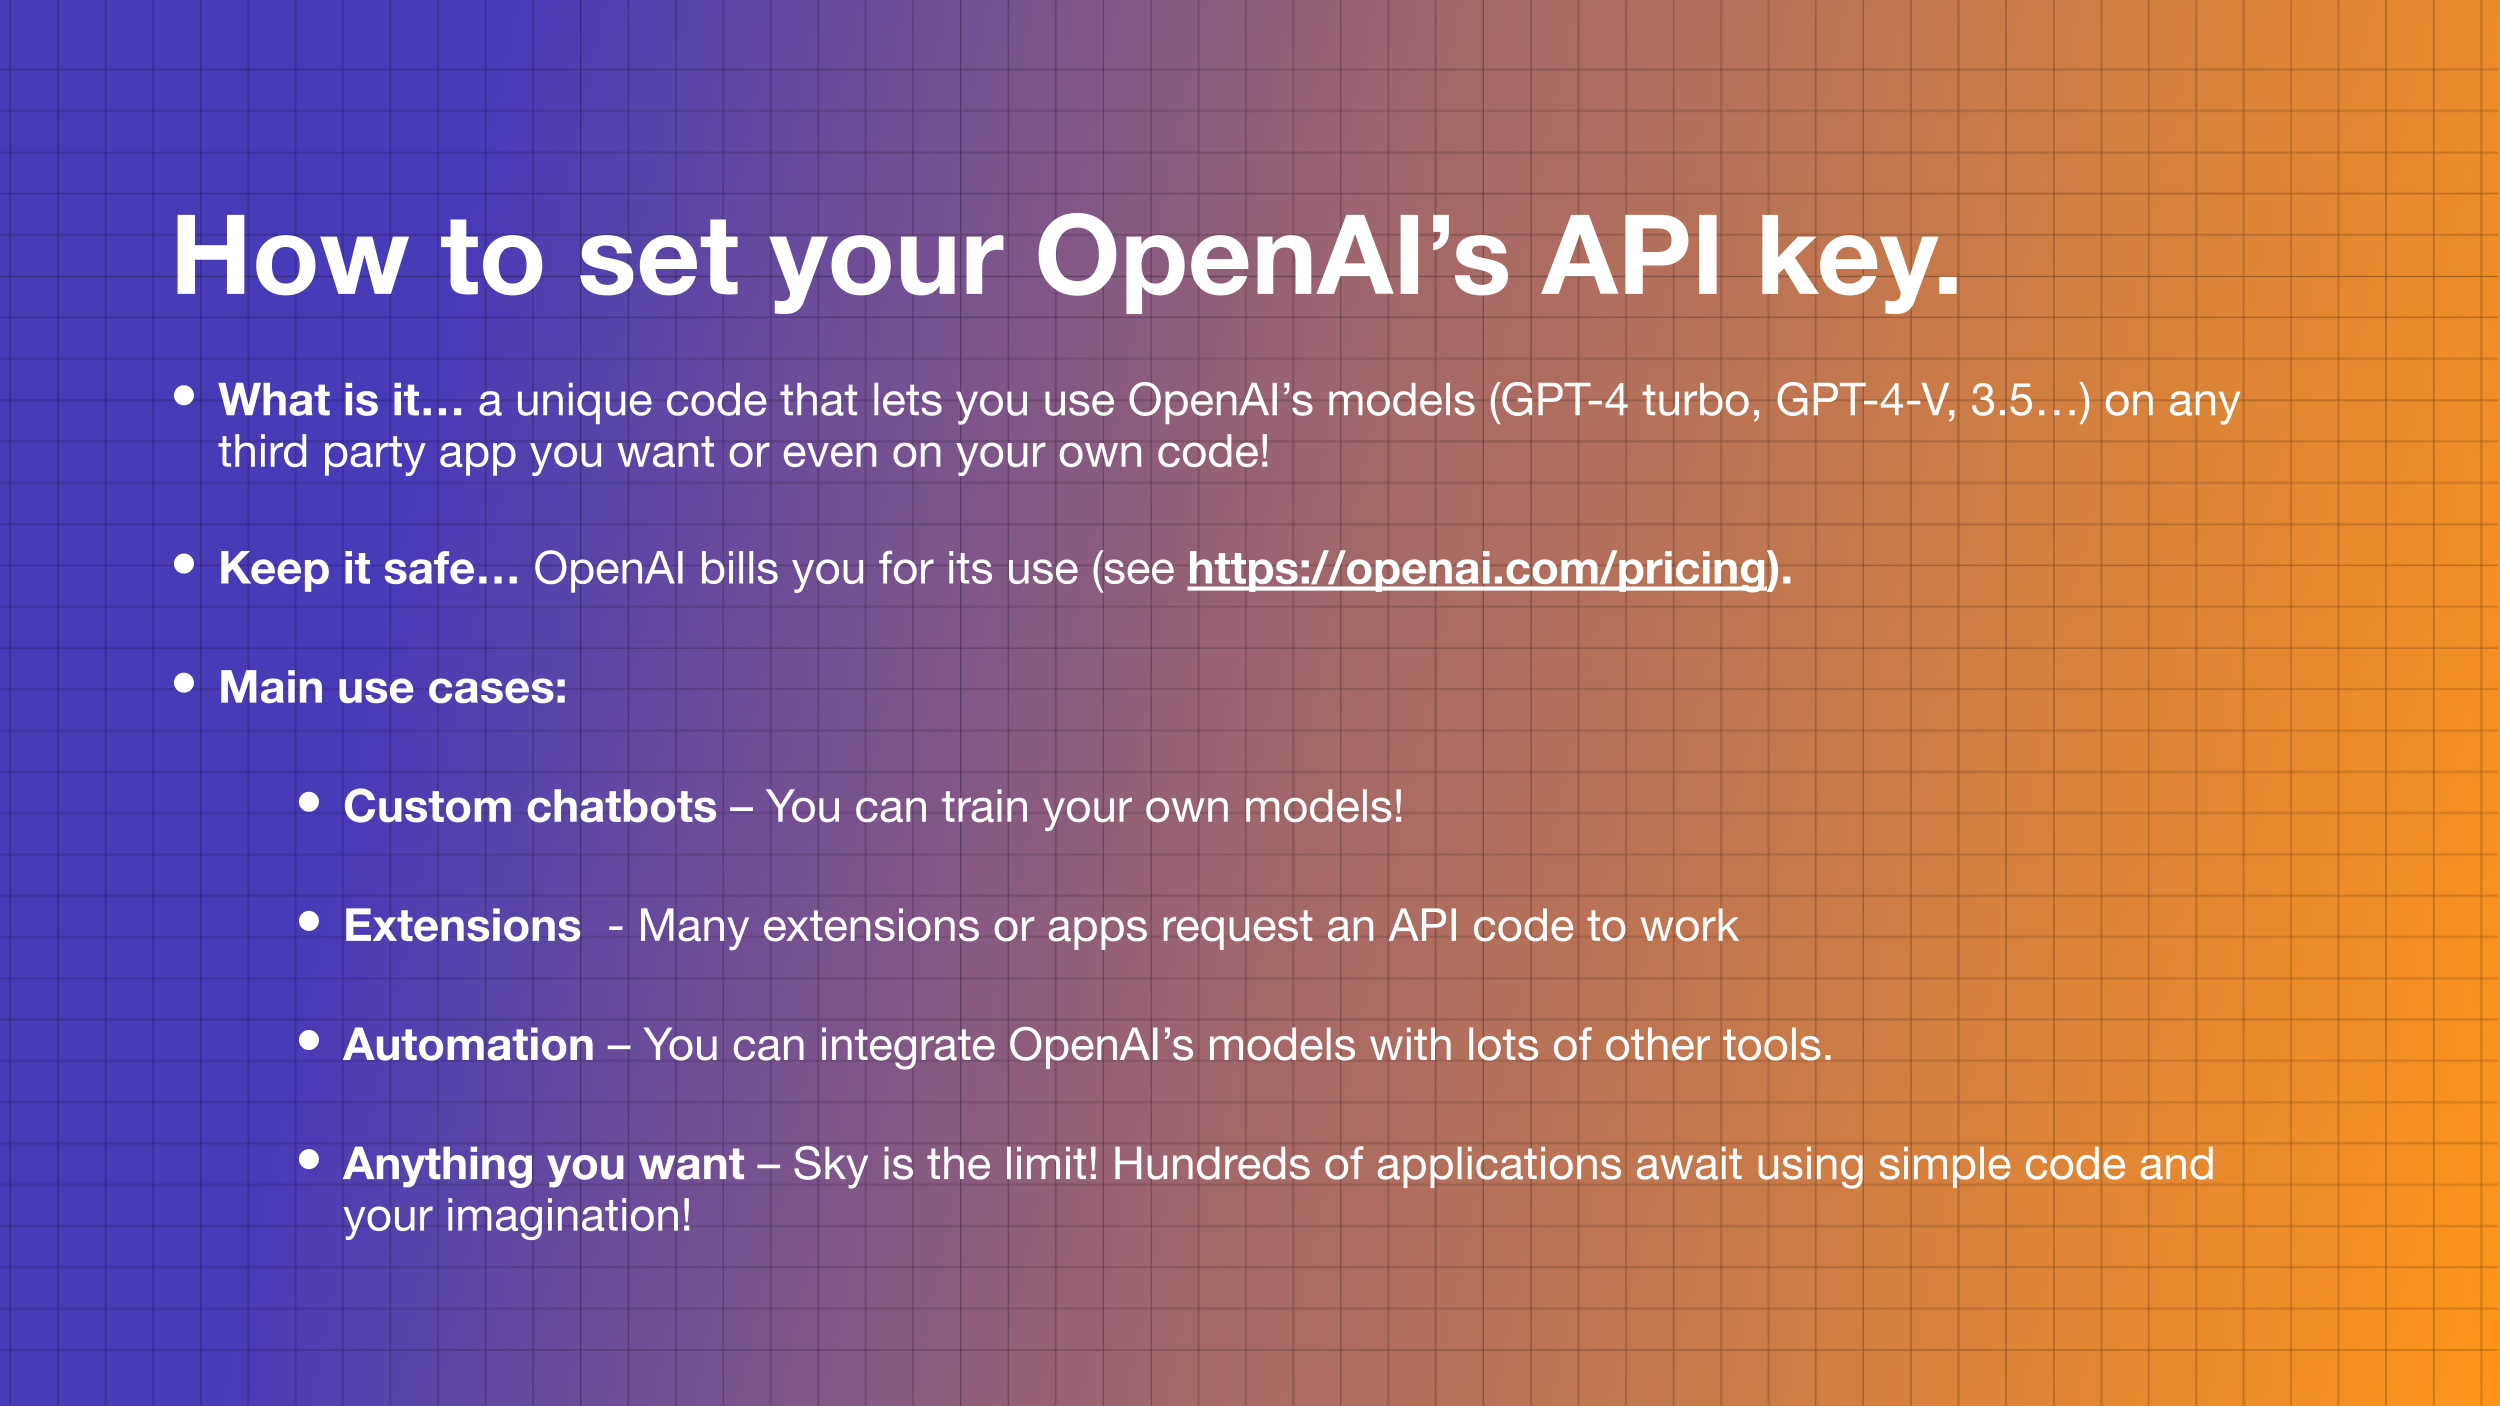 How to set your OpenAI’s API key.
• What is it… a unique code that lets you use OpenAI’s models (GPT-4 turbo, GPT-4-V, 3.5…) on any
third party app you want or even on your own code!
• Keep it safe… OpenAI bills you for its use (see https://openai.com/pricing).
• Main use cases:
• Custom chatbots – You can train your own models!
• Extensions - Many extensions or apps request an API code to work
• Automation – You can integrate OpenAI’s models with lots of other tools.
• Anything you want – Sky is the limit! Hundreds of applications await using simple code and
your imagination!